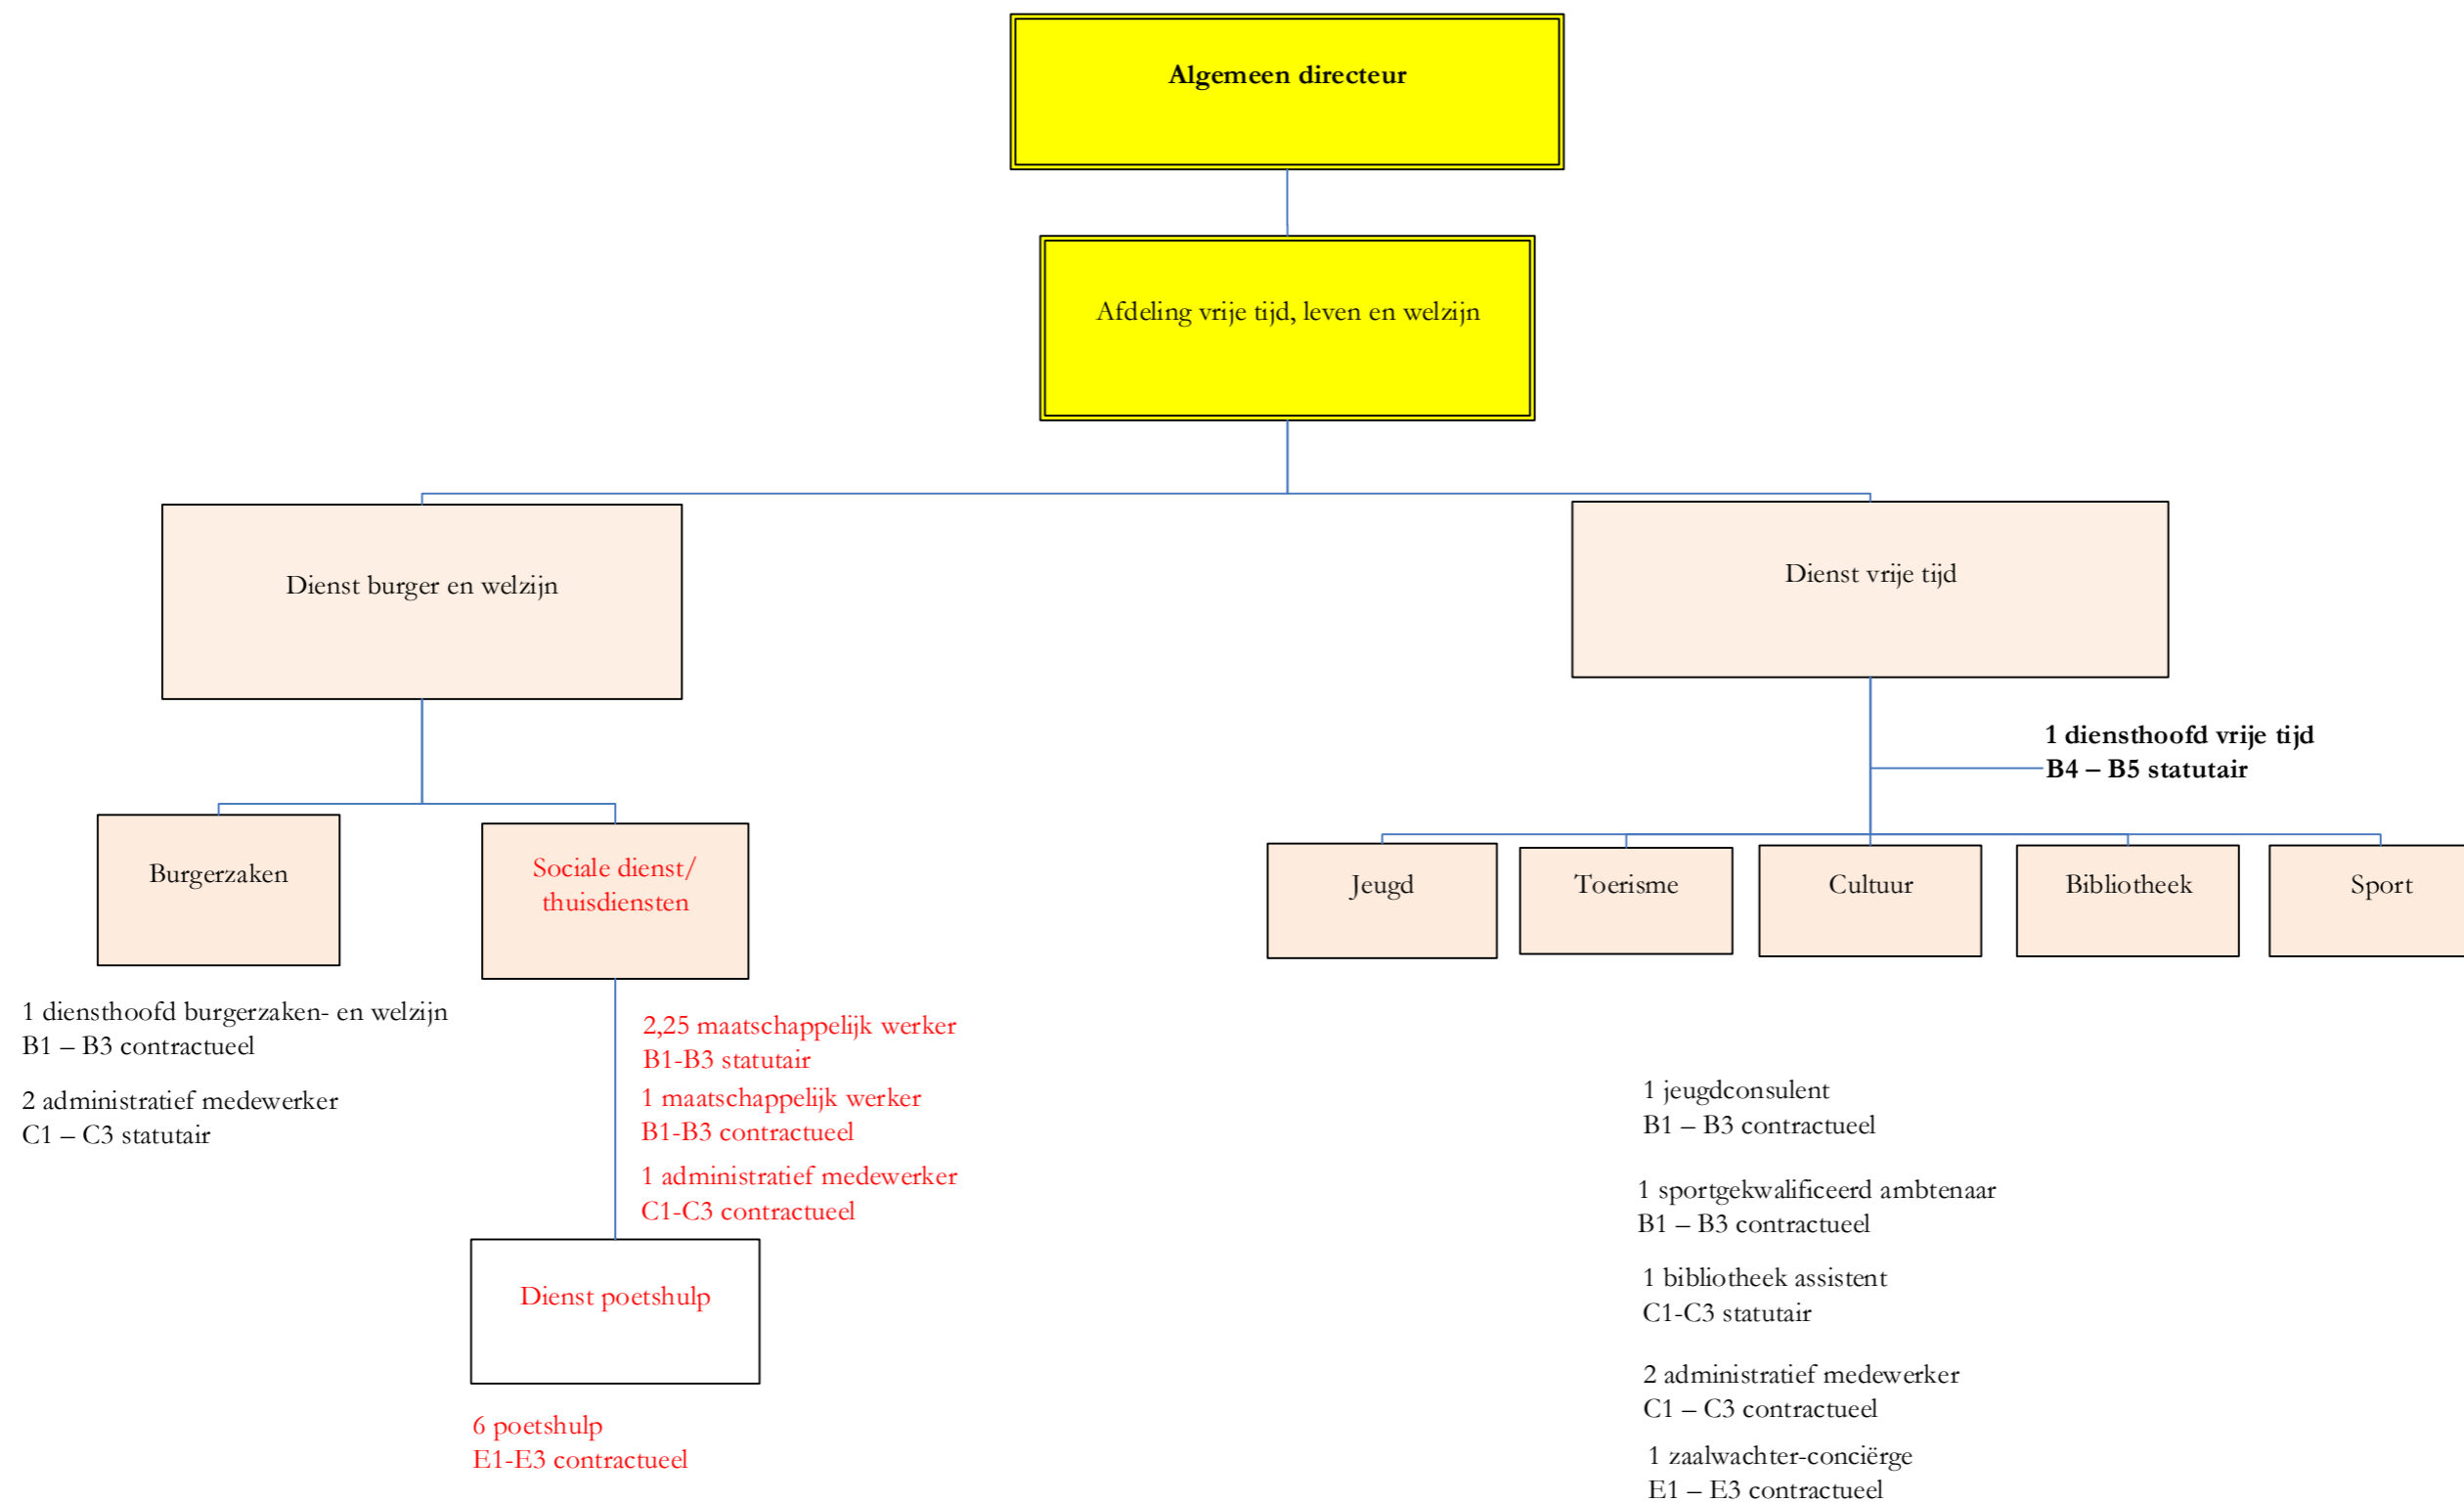 Algemeen directeur
Afdeling vrije tijd, leven en welzijn
Dienst burger en welzijn
Dienst vrije tijd
1 diensthoofd vrije tijd
B4 – B5 statutair
Burgerzaken
Sociale dienst/
thuisdiensten
Jeugd
Toerisme
Cultuur
Bibliotheek
Sport
1 diensthoofd burgerzaken- en welzijn
B1 – B3 contractueel
2 administratief medewerker
C1 – C3 statutair
2,25 maatschappelijk werker
B1-B3 statutair
1 maatschappelijk werker
B1-B3 contractueel
1 administratief medewerker
C1-C3 contractueel
Dienst poetshulp
6 poetshulp
E1-E3 contractueel
1 jeugdconsulent
B1 – B3 contractueel
1 sportgekwalificeerd ambtenaar
B1 – B3 contractueel
1 bibliotheek assistent
C1-C3 statutair
2 administratief medewerker
C1 – C3 contractueel
1 zaalwachter-conciërge
E1 – E3 contractueel